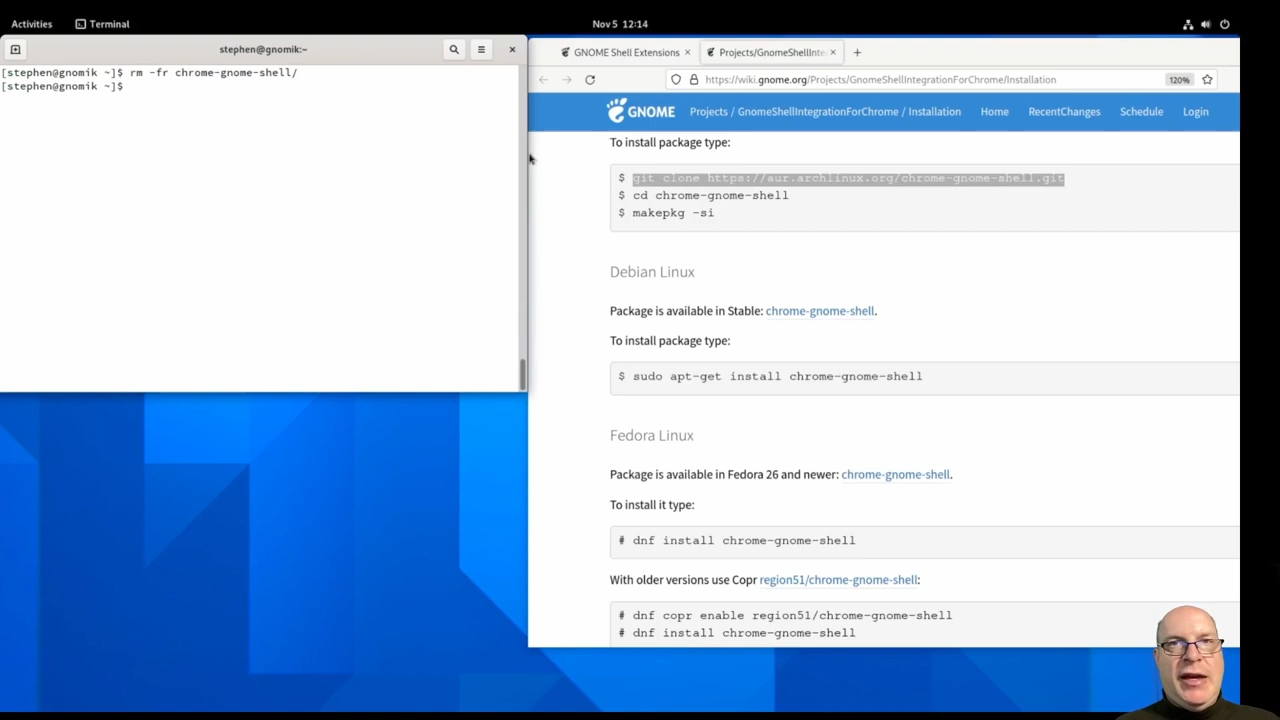 Activities
Terminal
Nov 5 12:14
stephen@gnomik:~
[stephen@gnomik ~]$ rm -fr chrome-gnome-shell/
[stephen@gnomik ~]$
GNOME Shell Extensions
Projects/GnomeShellInte
https://wiki.gnome.org/Projects/GnomeShellIntegrationForChrome/Installation
120%
GNOME
Projects / GnomeShellIntegrationForChrome / Installation
Home
RecentChanges
Schedule
Login
To install package type:
$ git clone https://aur.archlinux.org/chrome-gnome-shell.git
$ cd chrome-gnome-shell
$ makepkg -si
Debian Linux
Package is available in Stable: chrome-gnome-shell.
To install package type:
$ sudo apt-get install chrome-gnome-shell
Fedora Linux
Package is available in Fedora 26 and newer: chrome-gnome-shell.
To install it type:
# dnf install chrome-gnome-shell
With older versions use Copr region51/chrome-gnome-shell:
# dnf copr enable region51/chrome-gnome-shell
# dnf install chrome-gnome-shell